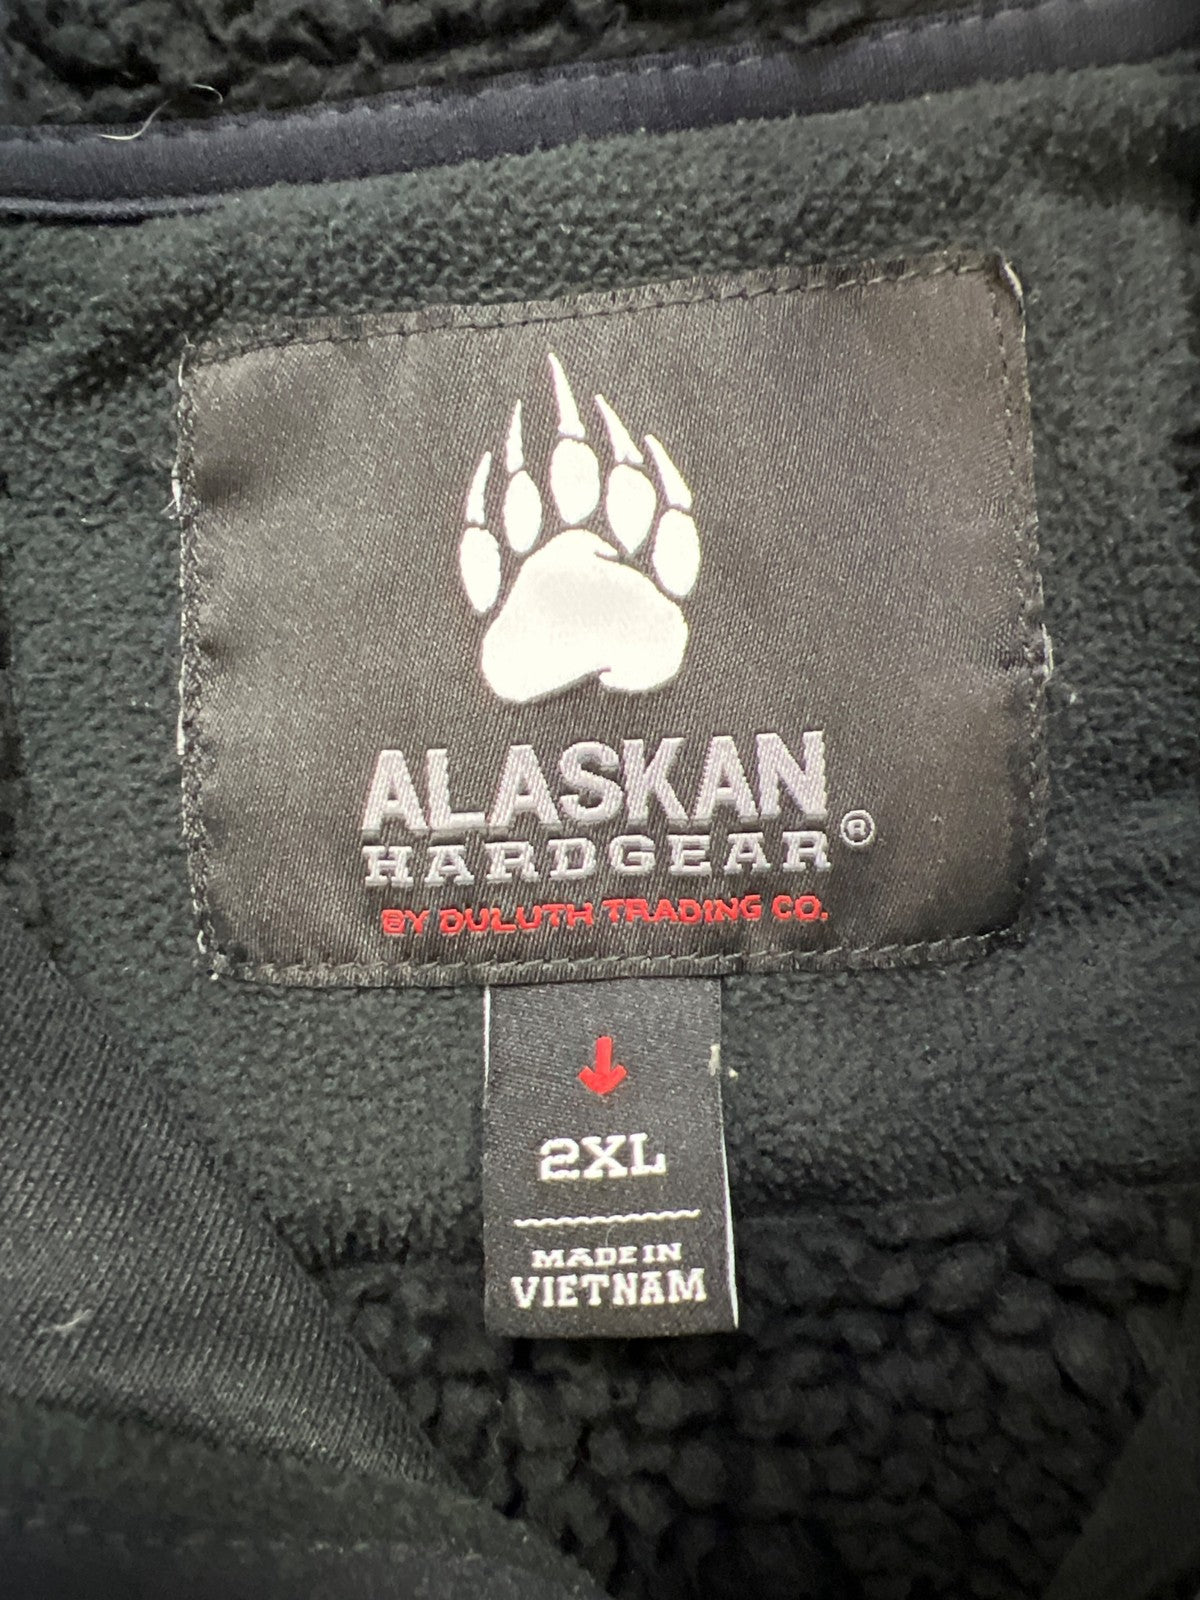 ALASKAN
HARDGEAR®
BY DULUTH TRADING CO.
2XL
MADE IN
VIETNAM